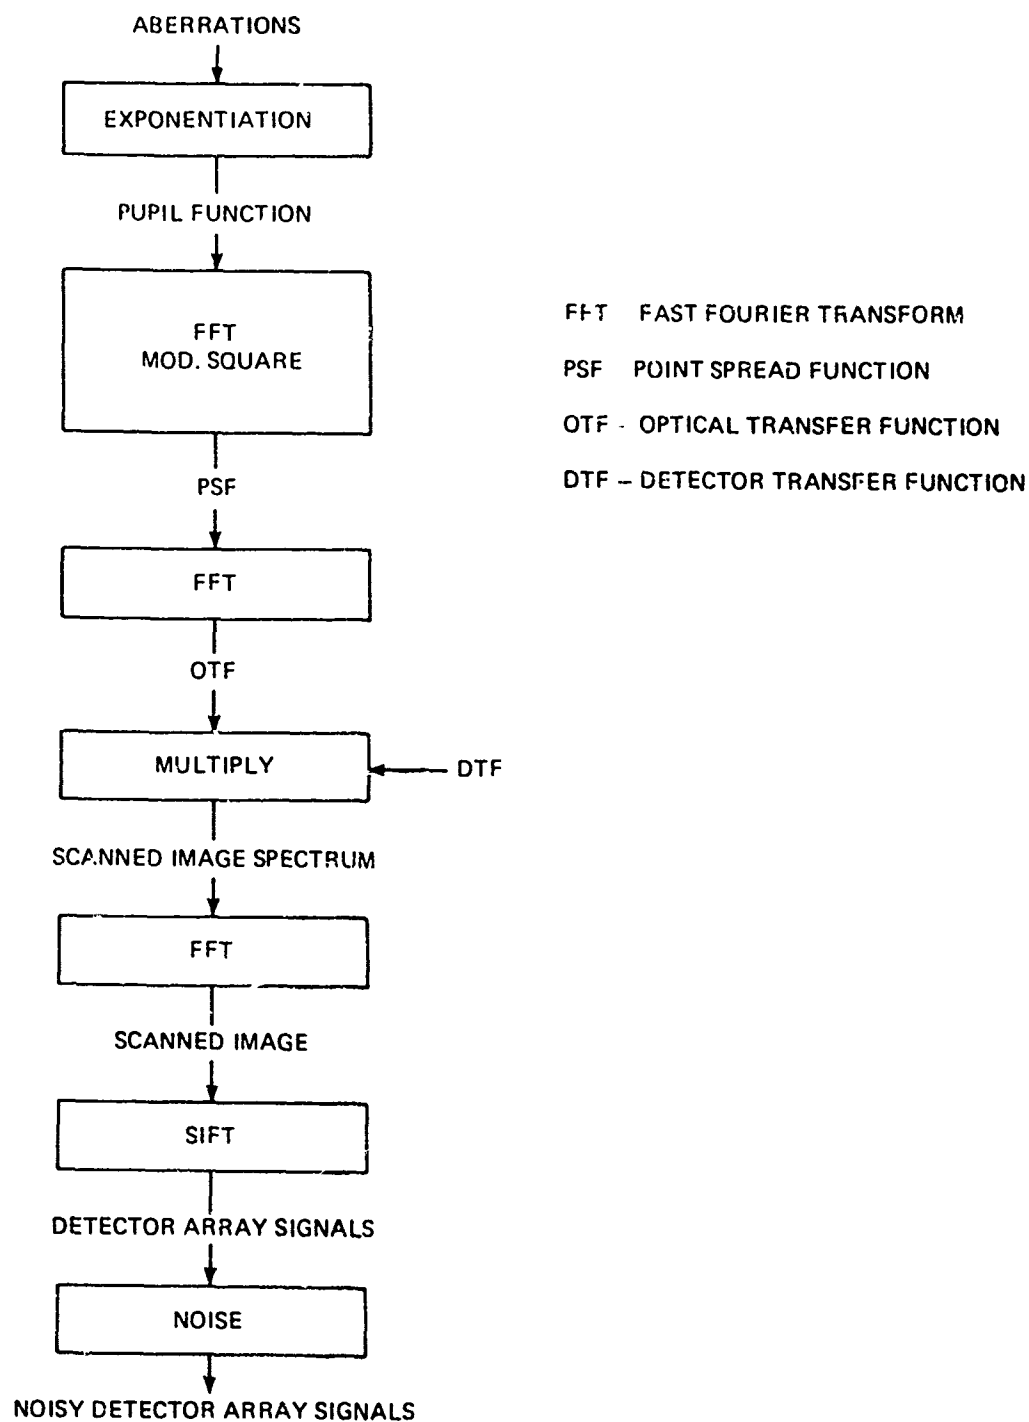 ABERRATIONS
EXPONENTIATION
PUPIL FUNCTION
FFT
MOD. SQUARE
PSF
FFT
OTF
MULTIPLY
DTF
SCANNED IMAGE SPECTRUM
FFT
SCANNED IMAGE
SIFT
DETECTOR ARRAY SIGNALS
NOISE
NOISY DETECTOR ARRAY SIGNALS
FFT FAST FOURIER TRANSFORM
PSF POINT SPREAD FUNCTION
OTF - OPTICAL TRANSFER FUNCTION
DTF – DETECTOR TRANSFER FUNCTION